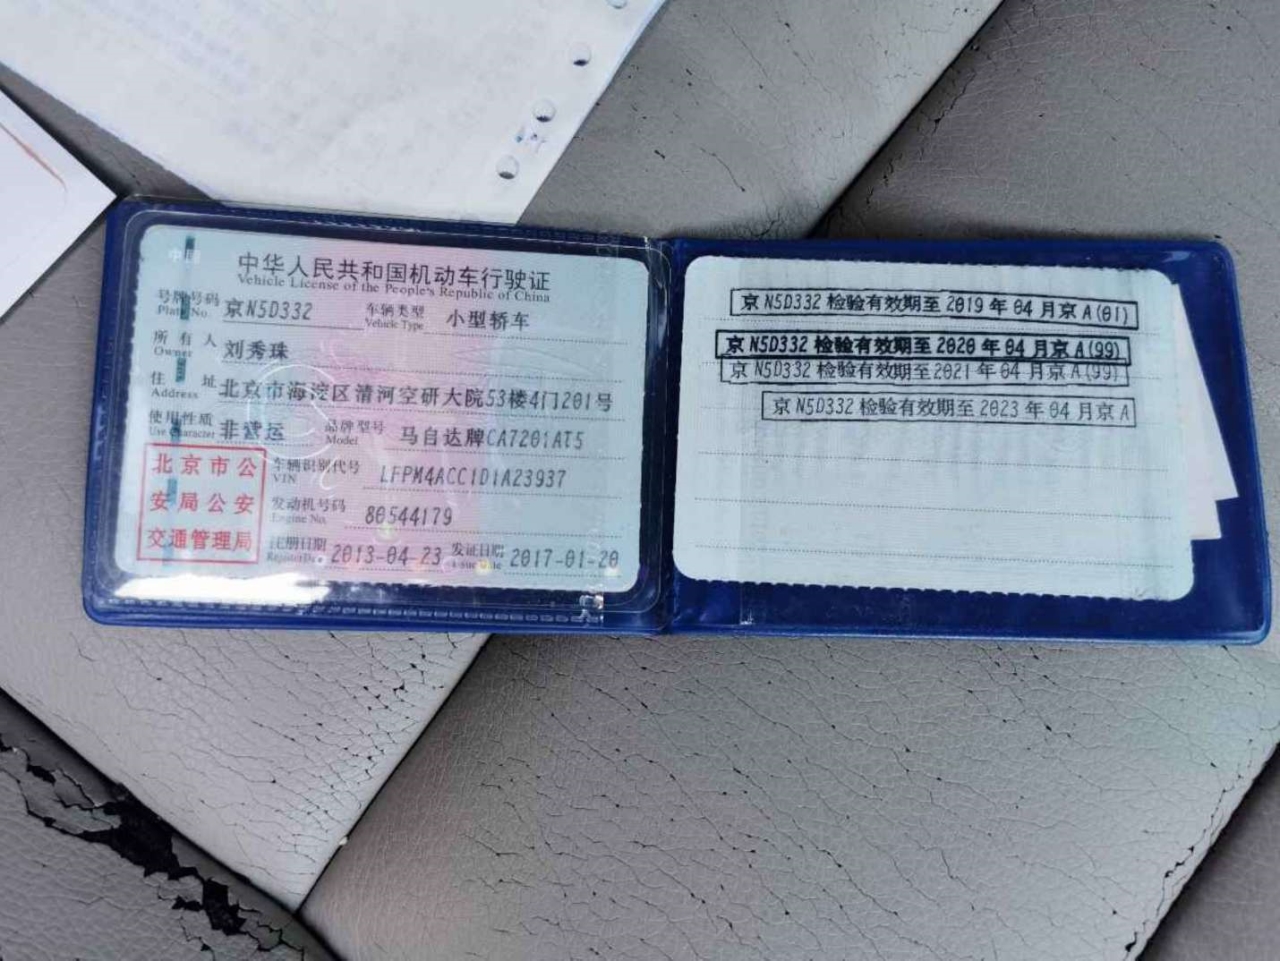 中华人民共和国机动车行驶证
Vehicle License of the People's Republic of China
号牌号码 京N5D332 车辆类型 小型轿车
Plate No. Vehicle Type
所有人 刘秀珠
Owner
住址 北京市海淀区清河空研大院53楼4门201号
Address
使用性质 非营运 品牌型号 马自达牌CA7201AT5
Use Character Model
北京市公安局公安交通管理局
车辆识别代号 LFPM4ACC1D1A23937
VIN
发动机号码 80544179
Engine No.
注册日期 2013-04-23 发证日期 2017-01-20
Register Date Issue Date
京N5D332 检验有效期至2019年04月京A(01)
京N5D332 检验有效期至2020年04月京A(99)
京N5D332 检验有效期至2021年04月京A(99)
京N5D332 检验有效期至2023年04月京A